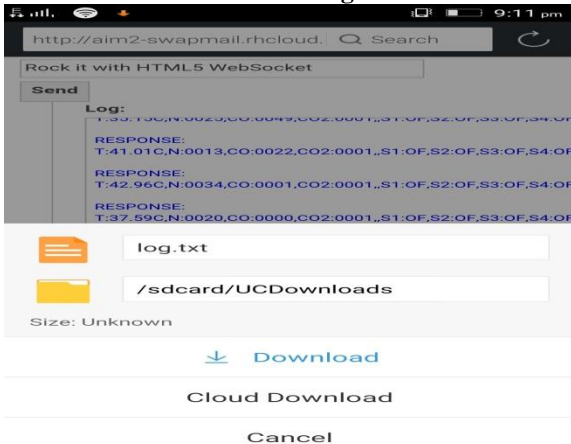 9:11 pm
http://aim2-swapmail.rhcloud. Search
Rock it with HTML5 WebSocket
Send
Log:
RESPONSE:
T:41.01C,N:0013,CO:0022,CO2:0001,,S1:OF,S2:OF,S3:OF,S4:OF
RESPONSE:
T:42.96C,N:0034,CO:0001,CO2:0001,,S1:OF,S2:OF,S3:OF,S4:OF
RESPONSE:
T:37.59C,N:0020,CO:0000,CO2:0001,,S1:OF,S2:OF,S3:OF,S4:OF
log.txt
/sdcard/UCDownloads
Size: Unknown
Download
Cloud Download
Cancel